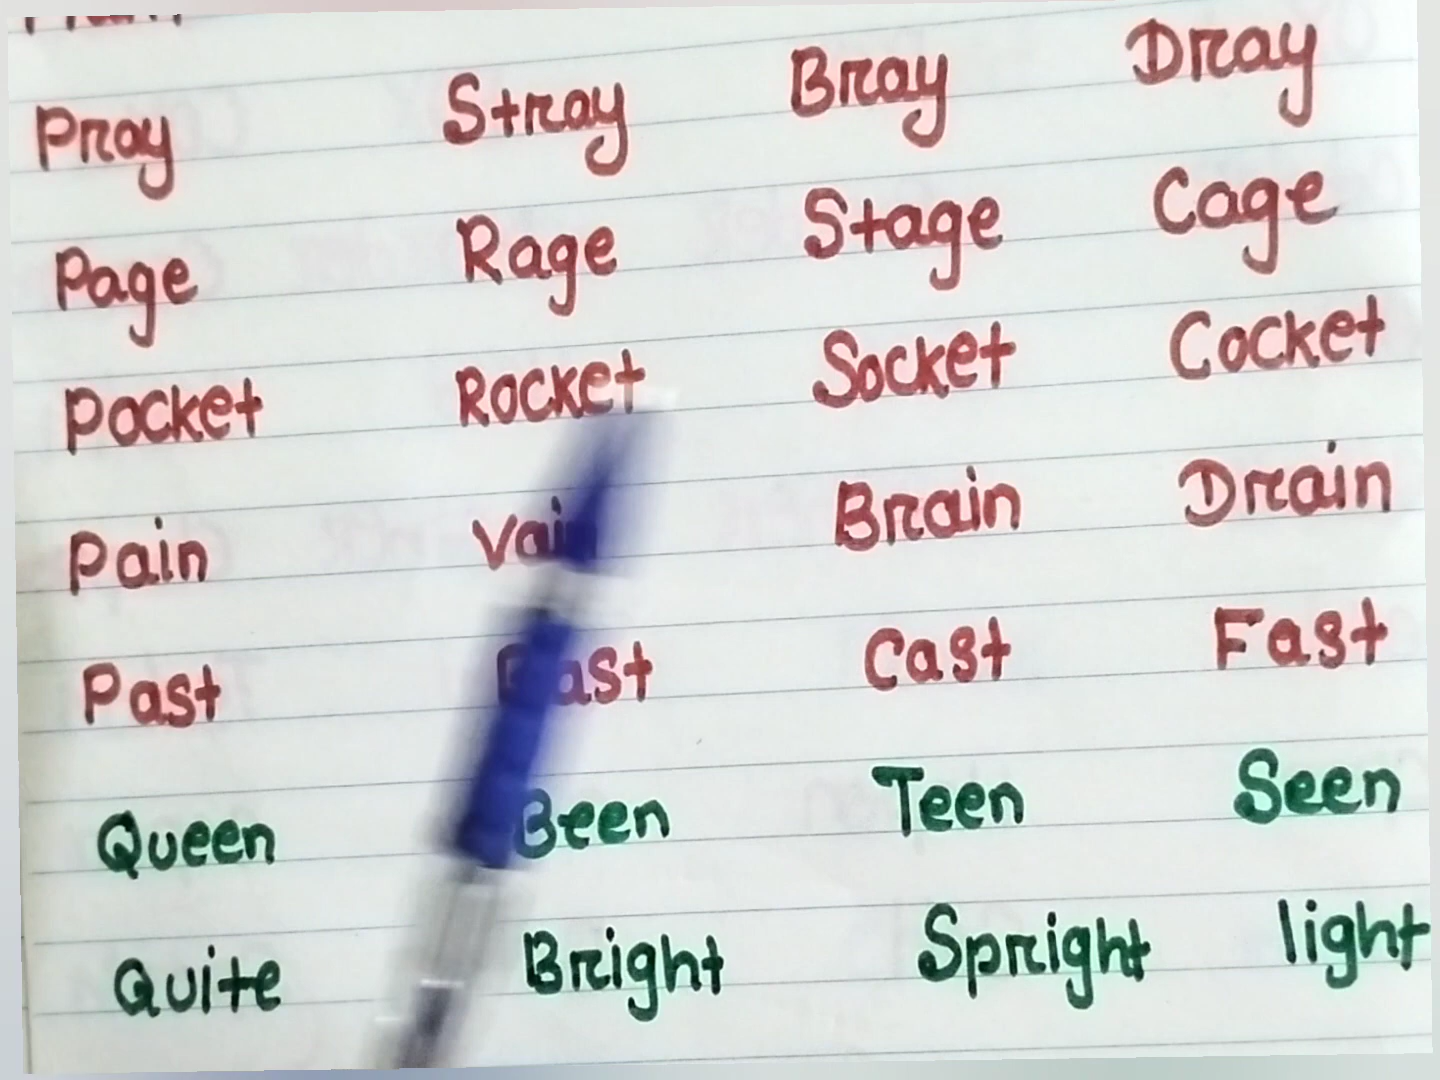 Pray Stray Bray Dray
Page Rage Stage Cage
Pocket Rocket Socket Cocket
Pain Brain Drain
Past Cast Fast
Queen Been Teen Seen
Quite Bright Spright light